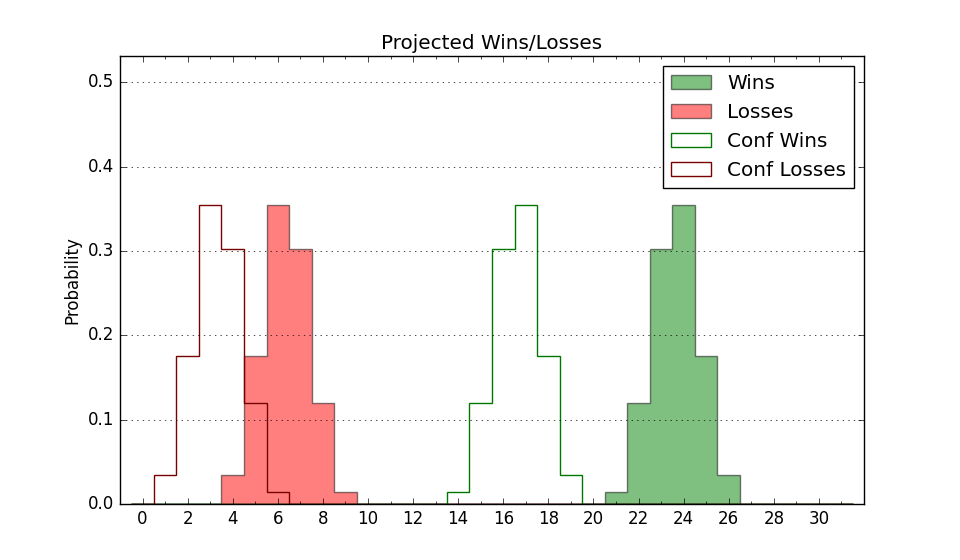 Projected Wins/Losses
0.5
0.4
0.3
0.2
0.1
0.0
Probability
Wins
Losses
Conf Wins
Conf Losses
0 2 4 6 8 10 12 14 16 18 20 22 24 26 28 30